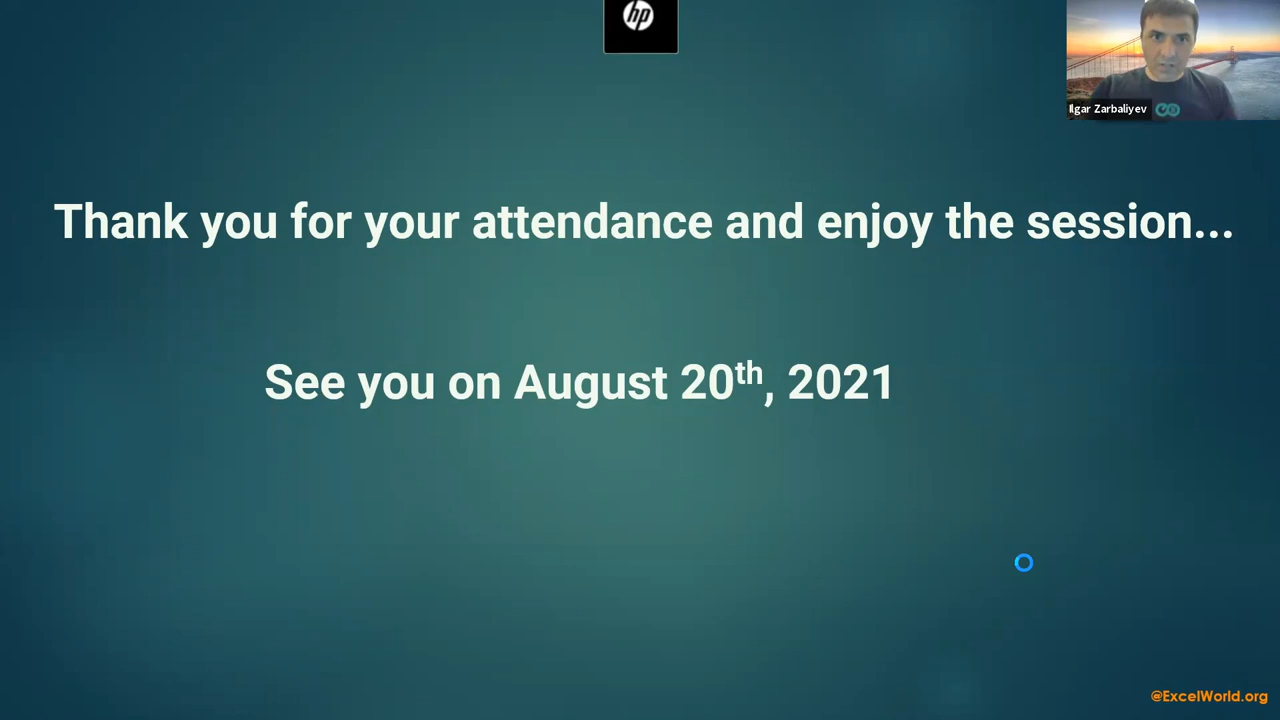 hp
Ilgar Zarbaliyev
Thank you for your attendance and enjoy the session...
See you on August 20th, 2021
@ExcelWorld.org